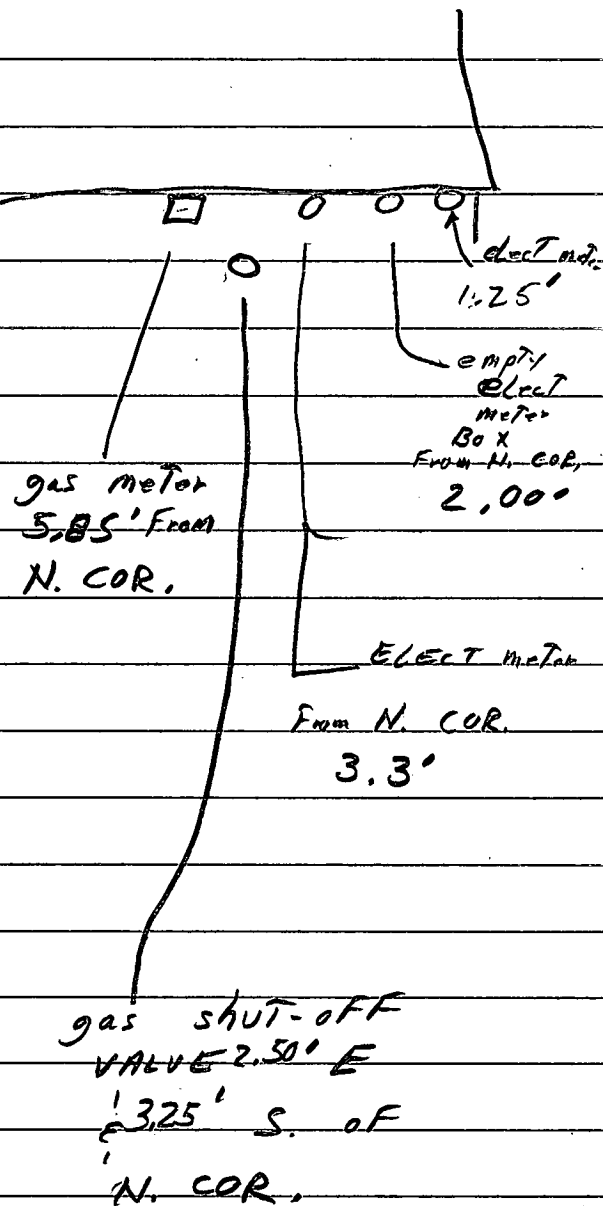 elect
1.25'
empty
elect
meter
Box
From N. COR.
2.00'
gas meter
5.85' From
N. COR.
ELECT meter
From N. COR.
3.3'
gas shut-off
VALVE 2.50' E
& 3.25' S. of
N. COR.